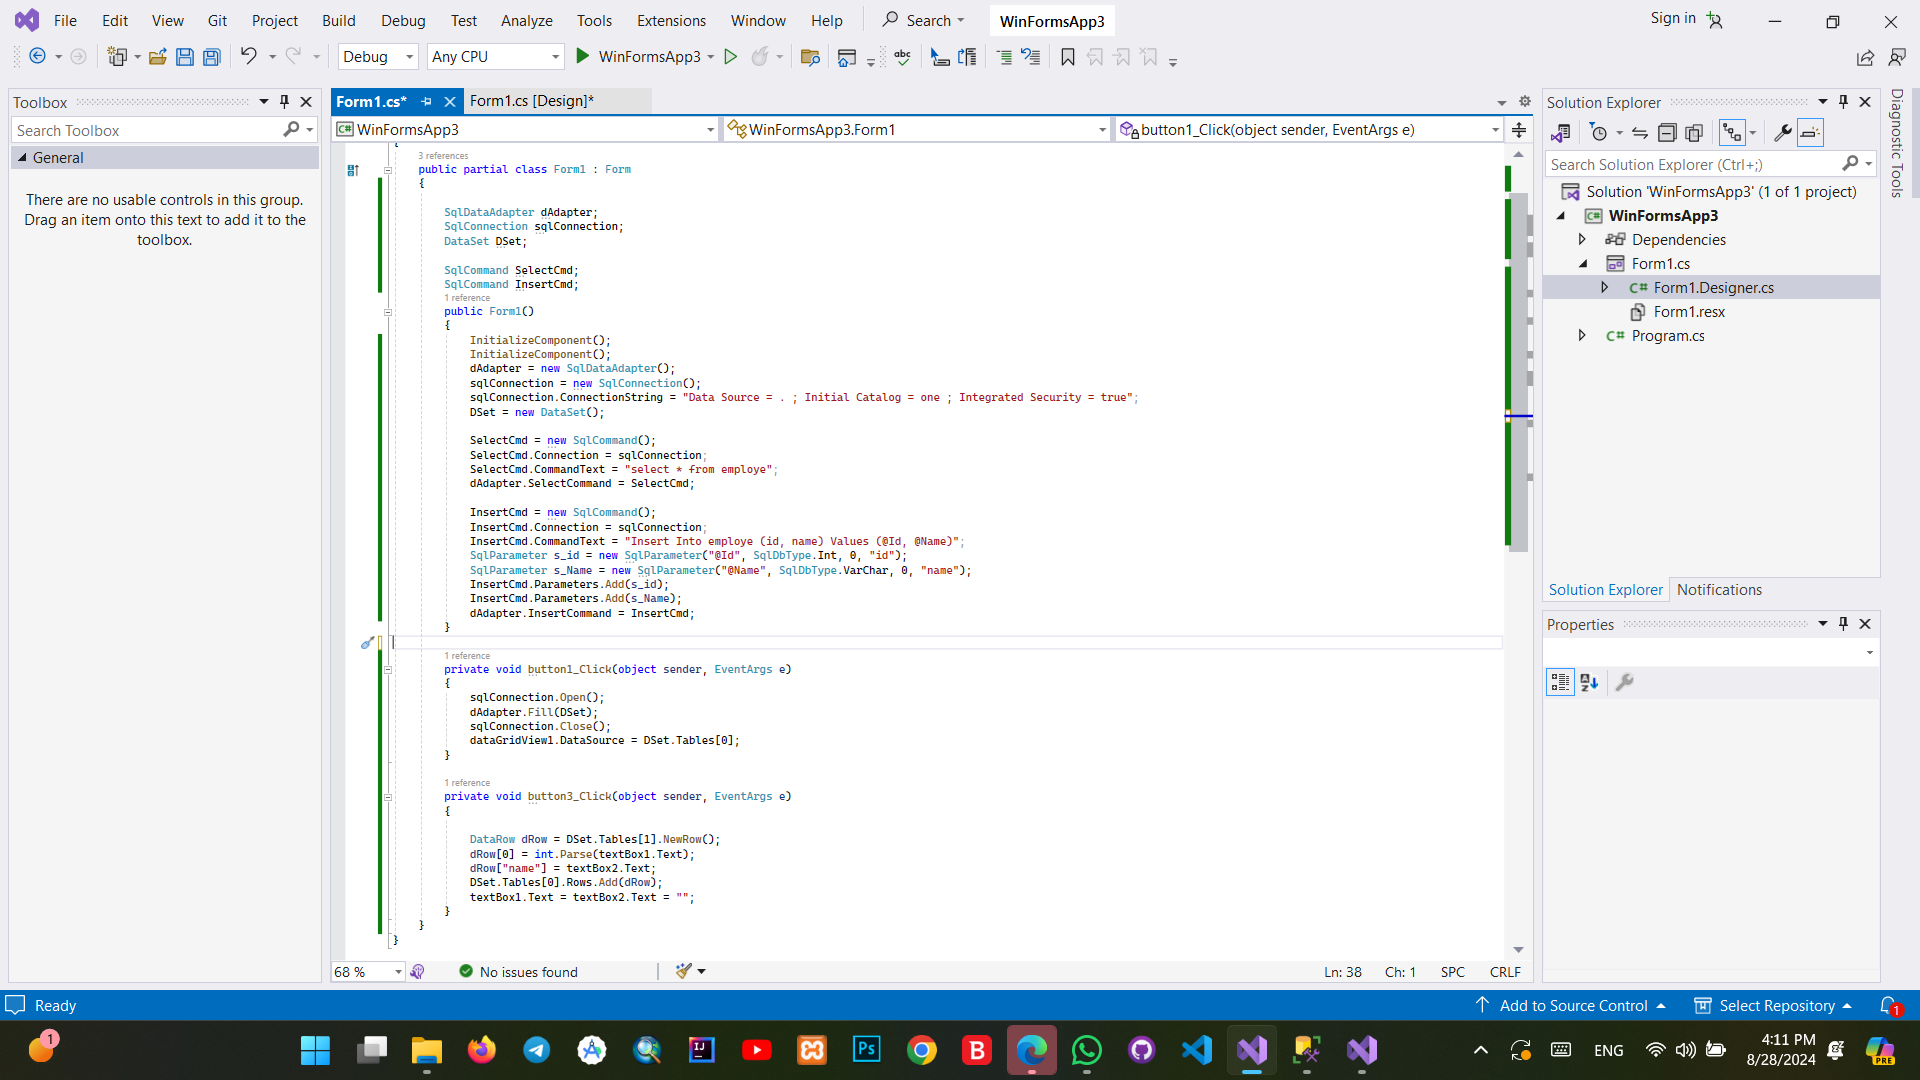 File Edit View Git Project Build Debug Test Analyze Tools Extensions Window Help Search WinFormsApp3 Sign in
Debug Any CPU WinFormsApp3
Toolbox
Search Toolbox
General
There are no usable controls in this group.
Drag an item onto this text to add it to the
toolbox.
Form1.cs* Form1.cs [Design]*
WinFormsApp3 WinFormsApp3.Form1 button1_Click(object sender, EventArgs e)
{
3 references
public partial class Form1 : Form
{
SqlDataAdapter dAdapter;
SqlConnection sqlConnection;
DataSet DSet;
SqlCommand SelectCmd;
SqlCommand InsertCmd;
1 reference
public Form1()
{
InitializeComponent();
InitializeComponent();
dAdapter = new SqlDataAdapter();
sqlConnection = new SqlConnection();
sqlConnection.ConnectionString = "Data Source = . ; Initial Catalog = one ; Integrated Security = true";
DSet = new DataSet();
SelectCmd = new SqlCommand();
SelectCmd.Connection = sqlConnection;
SelectCmd.CommandText = "select * from employe";
dAdapter.SelectCommand = SelectCmd;
InsertCmd = new SqlCommand();
InsertCmd.Connection = sqlConnection;
InsertCmd.CommandText = "Insert Into employe (id, name) Values (@Id, @Name)";
SqlParameter s_id = new SqlParameter("@Id", SqlDbType.Int, 0, "id");
SqlParameter s_Name = new SqlParameter("@Name", SqlDbType.VarChar, 0, "name");
InsertCmd.Parameters.Add(s_id);
InsertCmd.Parameters.Add(s_Name);
dAdapter.InsertCommand = InsertCmd;
}
1 reference
private void button1_Click(object sender, EventArgs e)
{
sqlConnection.Open();
dAdapter.Fill(DSet);
sqlConnection.Close();
dataGridView1.DataSource = DSet.Tables[0];
}
1 reference
private void button3_Click(object sender, EventArgs e)
{
DataRow dRow = DSet.Tables[1].NewRow();
dRow[0] = int.Parse(textBox1.Text);
dRow["name"] = textBox2.Text;
DSet.Tables[0].Rows.Add(dRow);
textBox1.Text = textBox2.Text = "";
}
}
}
68 % No issues found Ln: 38 Ch: 1 SPC CRLF
Solution Explorer
Search Solution Explorer (Ctrl+;)
Solution 'WinFormsApp3' (1 of 1 project)
C# WinFormsApp3
Dependencies
Form1.cs
C# Form1.Designer.cs
Form1.resx
C# Program.cs
Solution Explorer Notifications
Properties
Diagnostic Tools
Ready Add to Source Control Select Repository 1
1 ENG 4:11 PM
8/28/2024
IJ
Ps
B
PRE